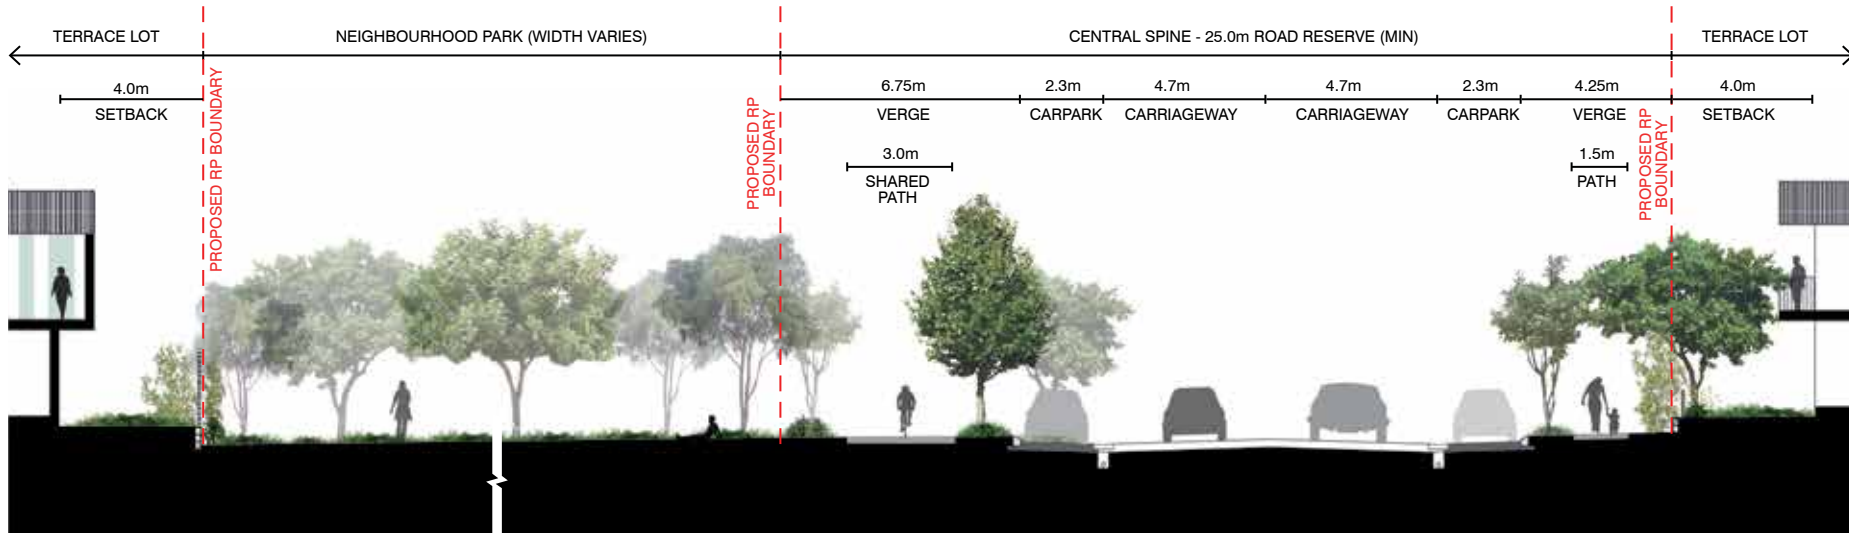 TERRACE LOT
NEIGHBOURHOOD PARK (WIDTH VARIES)
CENTRAL SPINE - 25.0m ROAD RESERVE (MIN)
TERRACE LOT
4.0m
SETBACK
PROPOSED RP BOUNDARY
PROPOSED RP
BOUNDARY
6.75m
VERGE
2.3m
CARPARK
4.7m
CARRIAGEWAY
4.7m
CARRIAGEWAY
2.3m
CARPARK
4.25m
VERGE
4.0m
SETBACK
3.0m
SHARED
PATH
1.5m
PATH
PROPOSED RP
BOUNDARY